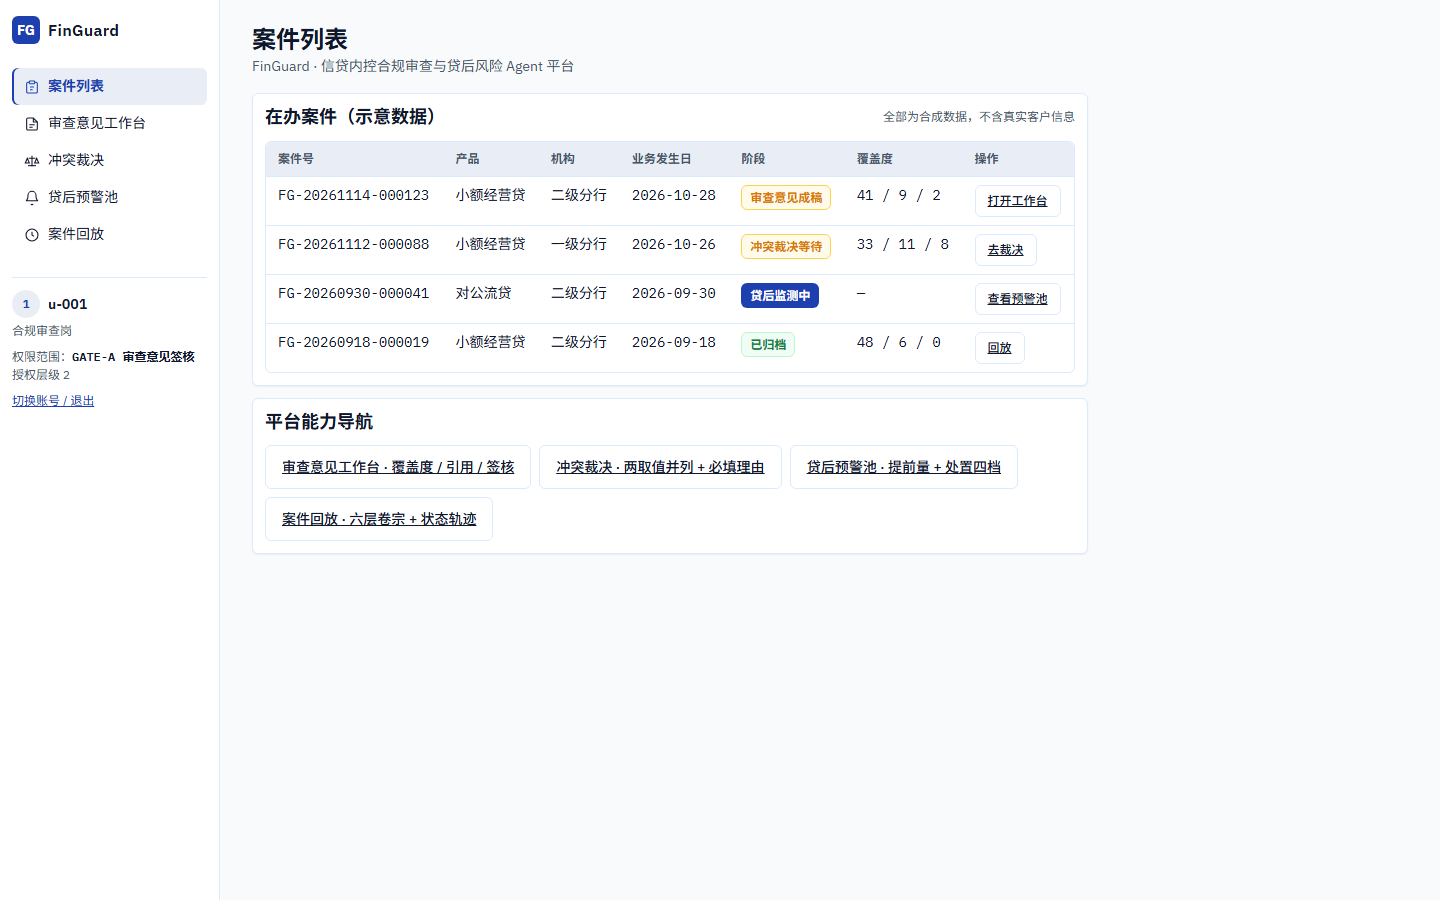 FG FinGuard
案件列表
审查意见工作台
冲突裁决
贷后预警池
案件回放
1 u-001
合规审查岗
权限范围：GATE-A 审查意见签核
授权层级 2
切换账号 / 退出
案件列表
FinGuard · 信贷内控合规审查与贷后风险 Agent 平台
在办案件（示意数据） 全部为合成数据，不含真实客户信息
案件号 产品 机构 业务发生日 阶段 覆盖度 操作
FG-20261114-000123 小额经营贷 二级分行 2026-10-28 审查意见成稿 41 / 9 / 2 打开工作台
FG-20261112-000088 小额经营贷 一级分行 2026-10-26 冲突裁决等待 33 / 11 / 8 去裁决
FG-20260930-000041 对公流贷 二级分行 2026-09-30 贷后监测中 — 查看预警池
FG-20260918-000019 小额经营贷 二级分行 2026-09-18 已归档 48 / 6 / 0 回放
平台能力导航
审查意见工作台 · 覆盖度 / 引用 / 签核 冲突裁决 · 两取值并列 + 必填理由 贷后预警池 · 提前量 + 处置四档
案件回放 · 六层卷宗 + 状态轨迹